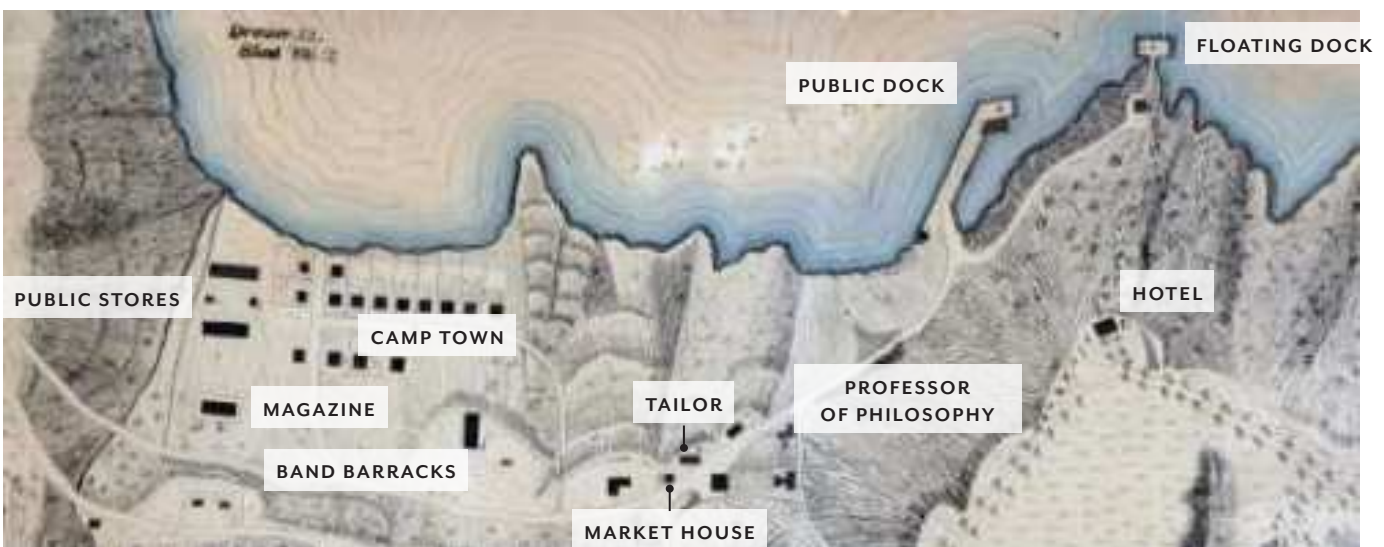 FLOATING DOCK
PUBLIC DOCK
PUBLIC STORES
HOTEL
CAMP TOWN
PROFESSOR
OF PHILOSOPHY
MAGAZINE
TAILOR
BAND BARRACKS
MARKET HOUSE